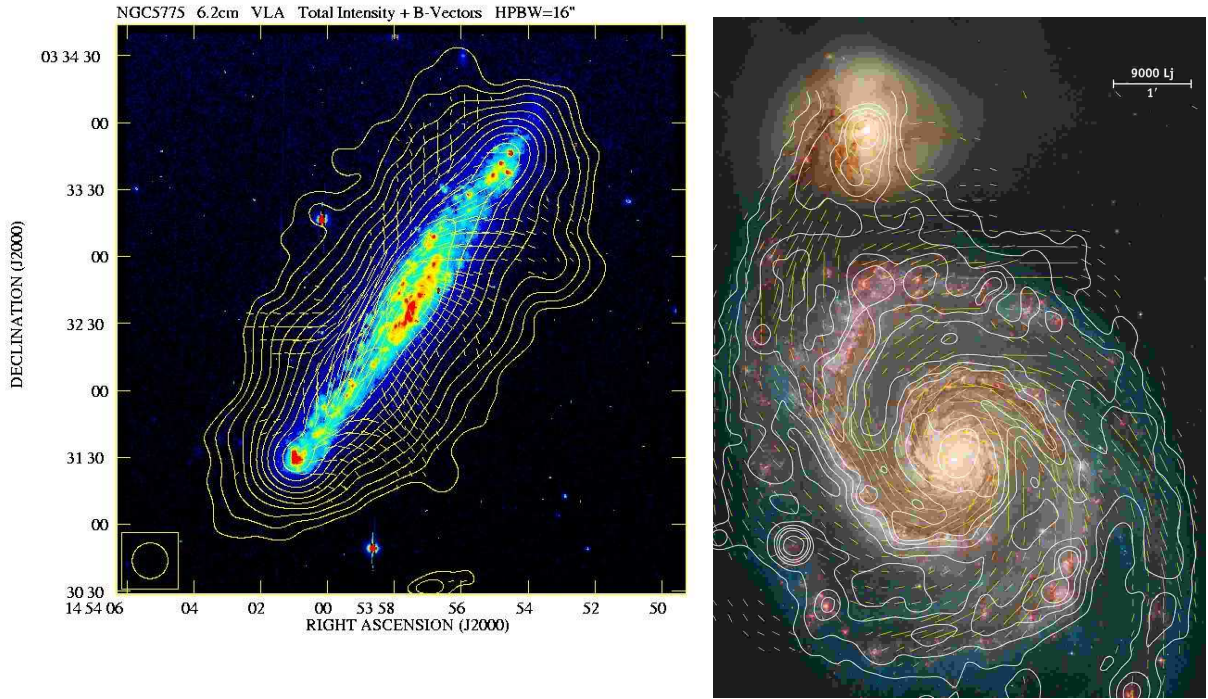 NGC5775 6.2cm VLA Total Intensity + B-Vectors HPBW=16"
DECLINATION (J2000)
03 34 30
00
33 30
00
32 30
00
31 30
00
30 30
14 54 06 04 02 00 53 58 56 54 52 50
RIGHT ASCENSION (J2000)
9000 Lj
1'